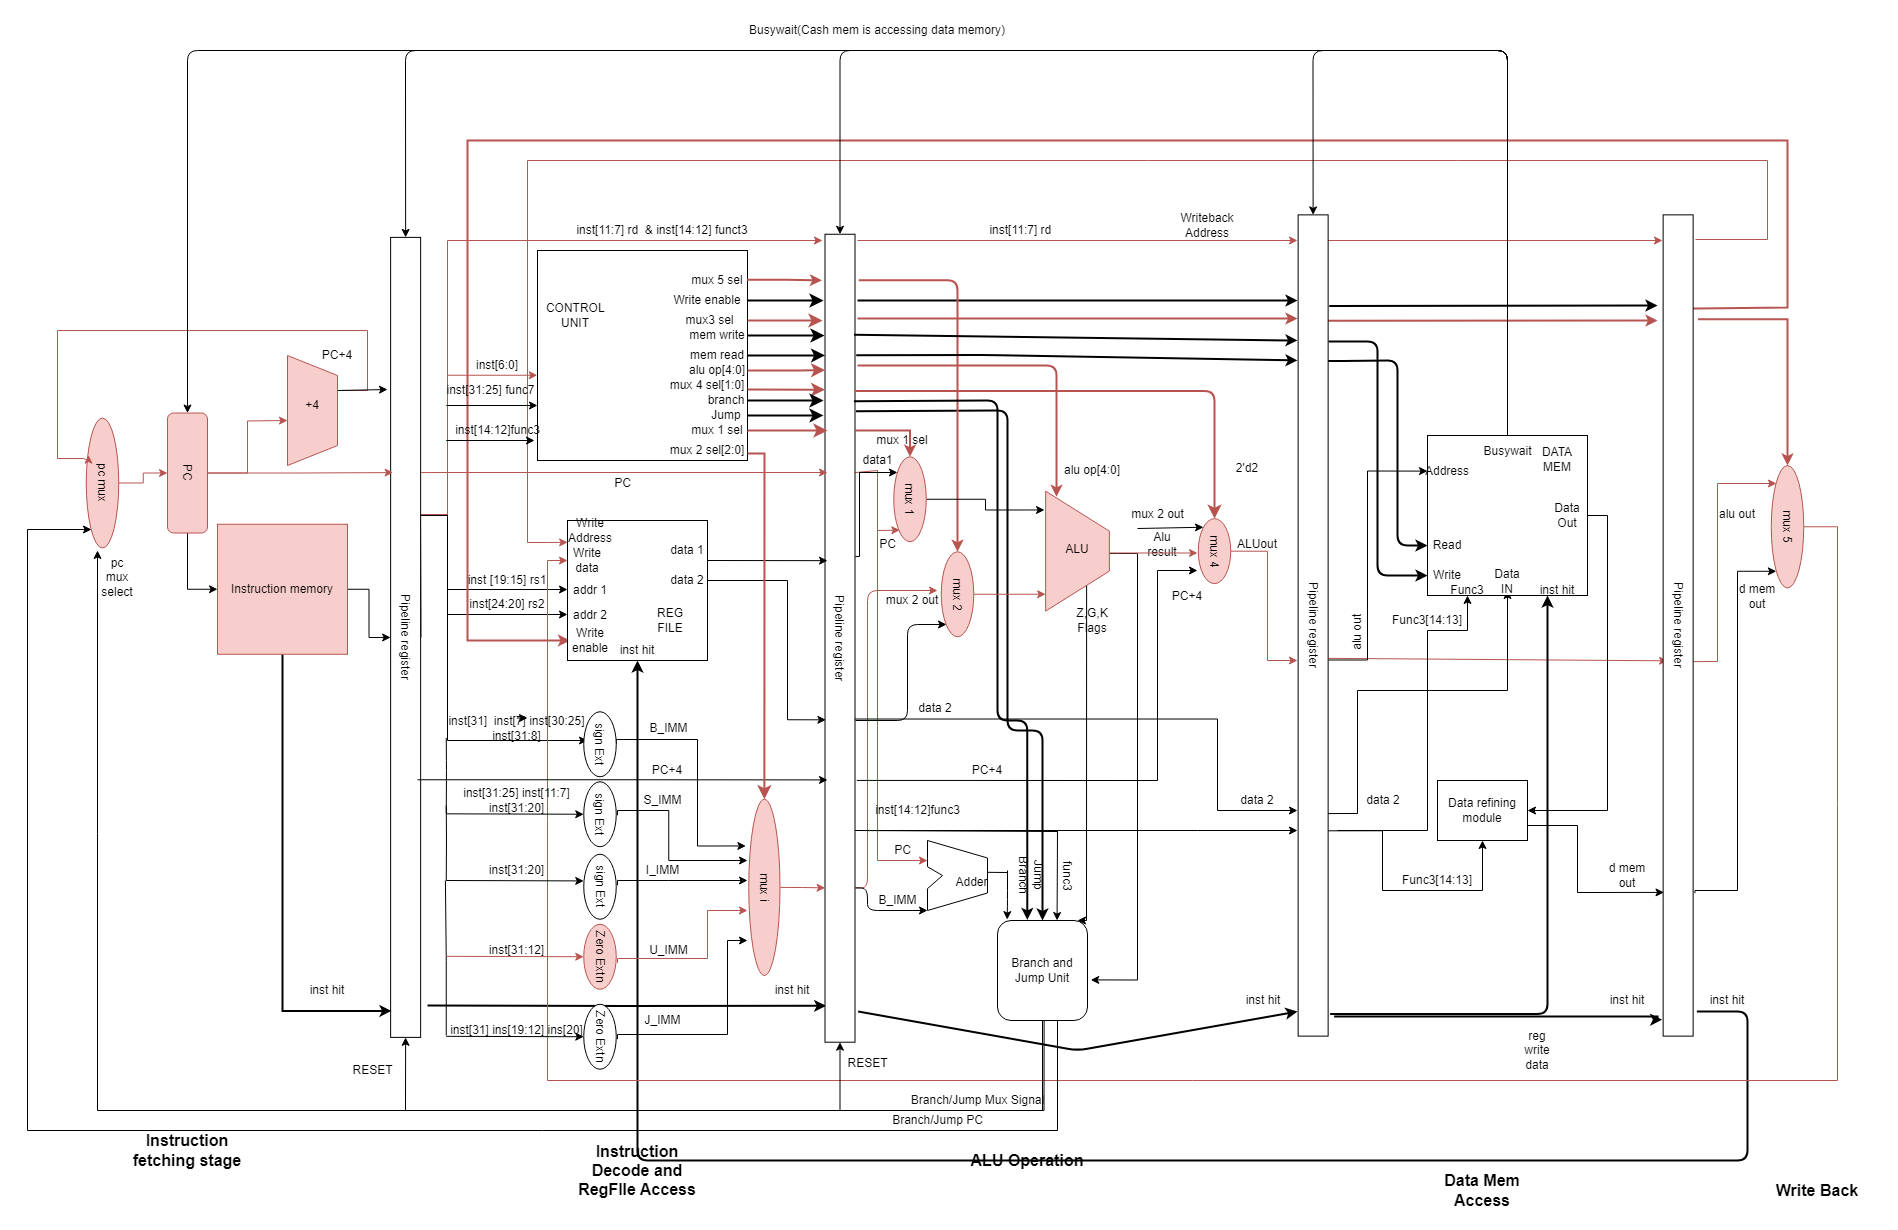 Busywait(Cash mem is accessing data memory)
Writeback
Address
inst[11:7] rd  & inst[14:12] funct3
inst[11:7] rd
CONTROL
UNIT
mux 5 sel
Write enable
mux3 sel
mem write
mem read
alu op[4:0]
mux 4 sel[1:0]
branch
Jump
mux 1 sel
mux 2 sel[2:0]
inst[6:0]
inst[31:25] func7
inst[14:12]func3
PC+4
+4
pc mux
PC
pc
mux
select
Instruction memory
inst hit
RESET
Pipeline register
PC
Write
Address
Write
data
addr 1
addr 2
Write
enable
data 1
data 2
REG
FILE
inst hit
inst [19:15] rs1
inst[24:20] rs2
inst[31]  inst[7] inst[30:25]
inst[31:8]
sign Ext
B_IMM
PC+4
inst[31:25] inst[11:7]
inst[31:20]
sign Ext
S_IMM
inst[31:20]
sign Ext
I_IMM
inst[31:12]
Zero Extn
U_IMM
inst[31] ins[19:12] ins[20]
Zero Extn
J_IMM
mux i
inst hit
RESET
Pipeline register
mux 1 sel
data1
mux 1
PC
mux 2 out
mux 2
alu op[4:0]
ALU
Z,G,K
Flags
2'd2
mux 2 out
Alu
result
mux 4
ALUout
PC+4
data 2
PC+4
inst[14:12]func3
PC
Adder
B_IMM
Branch
Jump
func3
Branch and
Jump Unit
data 2
inst hit
Branch/Jump Mux Signal
Branch/Jump PC
Pipeline register
alu out
Address
Busywait
DATA
MEM
Data
Out
Read
Write
Data
IN
Func3
inst hit
Func3[14:13]
data 2
Data refining
module
Func3[14:13]
d mem
out
inst hit
reg
write
data
Pipeline register
alu out
mux 5
d mem
out
inst hit
Instruction
fetching stage
Instruction
Decode and
RegFIle Access
ALU Operation
Data Mem
Access
Write Back